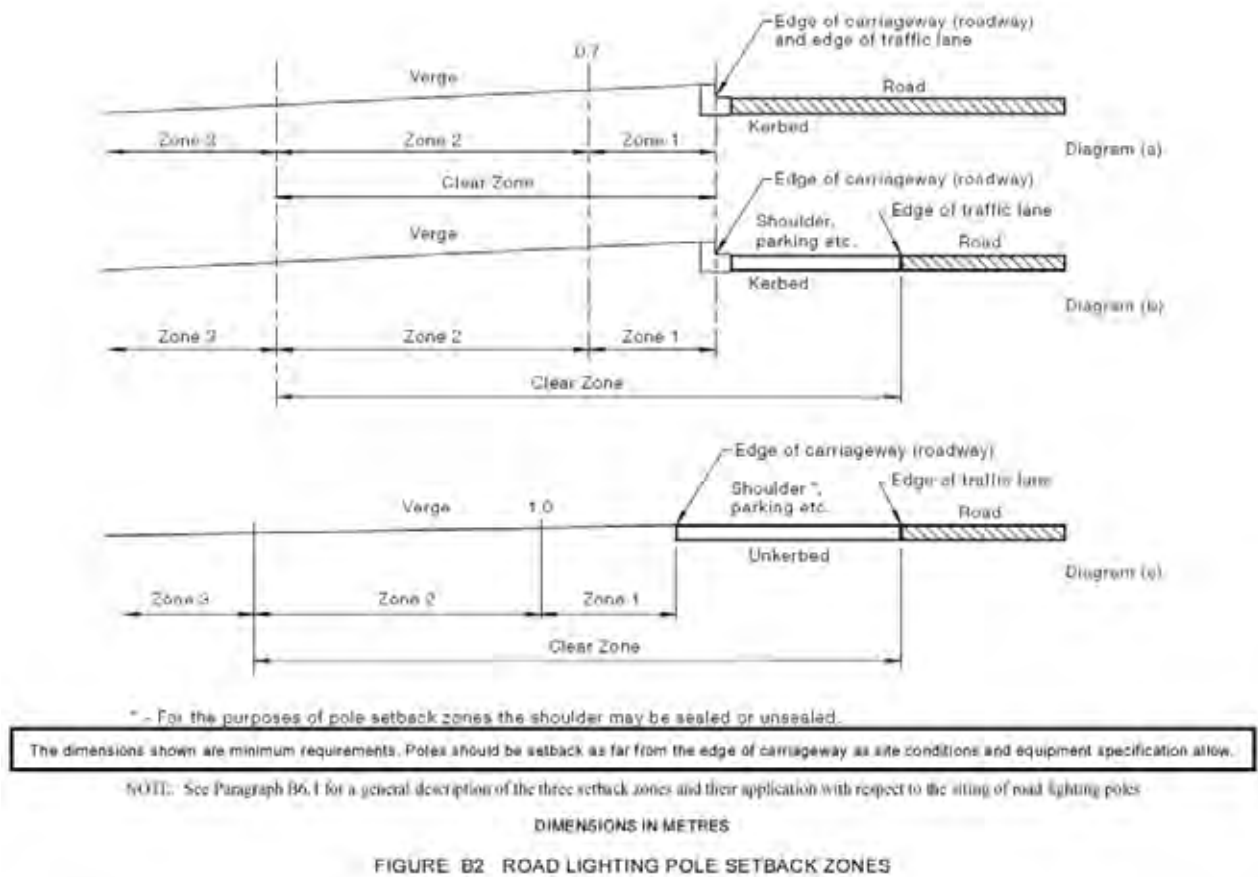 Edge of carriageway (roadway)
and edge of traffic lane
0.7
Verge
Road
Kerbed
Zone 3
Zone 2
Zone 1
Diagram (a)
Clear Zone
Edge of carriageway (roadway)
Shoulder,
parking etc.
Edge of traffic lane
Verge
Road
Kerbed
Diagram (b)
Zone 3
Zone 2
Zone 1
Clear Zone
Edge of carriageway (roadway)
Shoulder *,
parking etc.
Edge of traffic lane
Verge
1.0
Road
Unkerbed
Diagram (c)
Zone 3
Zone 2
Zone 1
Clear Zone
* - For the purposes of pole setback zones the shoulder may be sealed or unsealed.
The dimensions shown are minimum requirements. Poles should be setback as far from the edge of carriageway as site conditions and equipment specification allow.
NOTE: See Paragraph B6.1 for a general description of the three setback zones and their application with respect to the siting of road lighting poles
DIMENSIONS IN METRES
FIGURE B2 ROAD LIGHTING POLE SETBACK ZONES